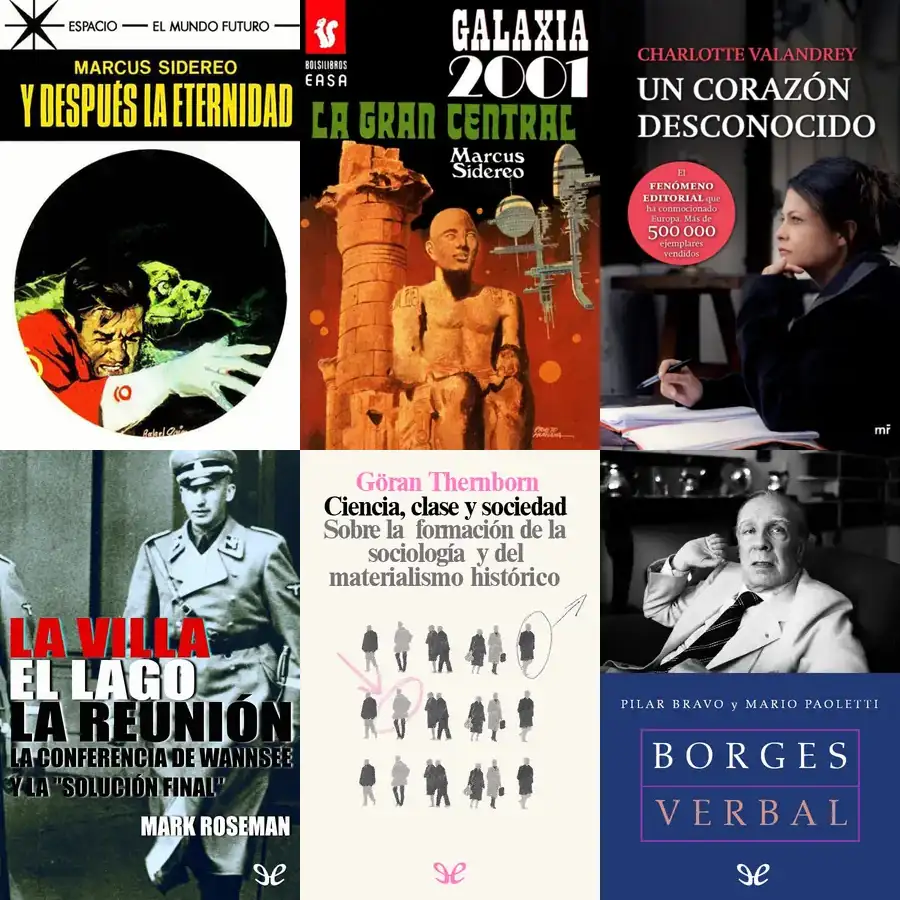 ESPACIO — EL MUNDO FUTURO
MARCUS SIDEREO
Y DESPUÉS LA ETERNIDAD
BOLSILIBROS
EASA
GALAXIA
2001
LA GRAN CENTRAL
Marcus
Sidereo
CHARLOTTE VALANDREY
UN CORAZÓN
DESCONOCIDO
El
FENÓMENO
EDITORIAL que
ha conmocionado
Europa. Más de
500 000
ejemplares
vendidos
mr
LA VILLA
EL LAGO
LA REUNIÓN
LA CONFERENCIA DE WANNSEE
Y LA "SOLUCIÓN FINAL"
MARK ROSEMAN
Göran Thernborn
Ciencia, clase y sociedad
Sobre la formación de la
sociología y del
materialismo histórico
PILAR BRAVO y MARIO PAOLETTI
BORGES
VERBAL